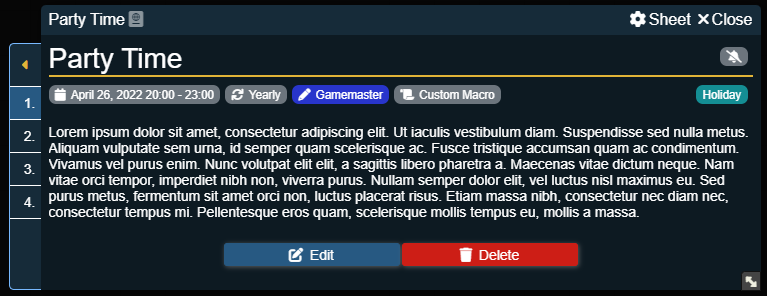 Party Time
Sheet
Close
Party Time
April 26, 2022 20:00 - 23:00
Yearly
Gamemaster
Custom Macro
Holiday
1.
2.
3.
4.
Lorem ipsum dolor sit amet, consectetur adipiscing elit. Ut iaculis vestibulum diam. Suspendisse sed nulla metus.
Aliquam vulputate sem urna, id semper quam scelerisque ac. Fusce tristique accumsan quam ac condimentum.
Vivamus vel purus enim. Nunc volutpat elit elit, a sagittis libero pharetra a. Maecenas vitae dictum neque. Nam
vitae orci tempor, imperdiet nibh non, viverra purus. Nullam semper dolor elit, vel luctus nisl maximus eu. Sed
purus metus, fermentum sit amet orci non, luctus placerat risus. Etiam massa nibh, consectetur nec diam nec,
consectetur tempus mi. Pellentesque eros quam, scelerisque mollis tempus eu, mollis a massa.
Edit
Delete